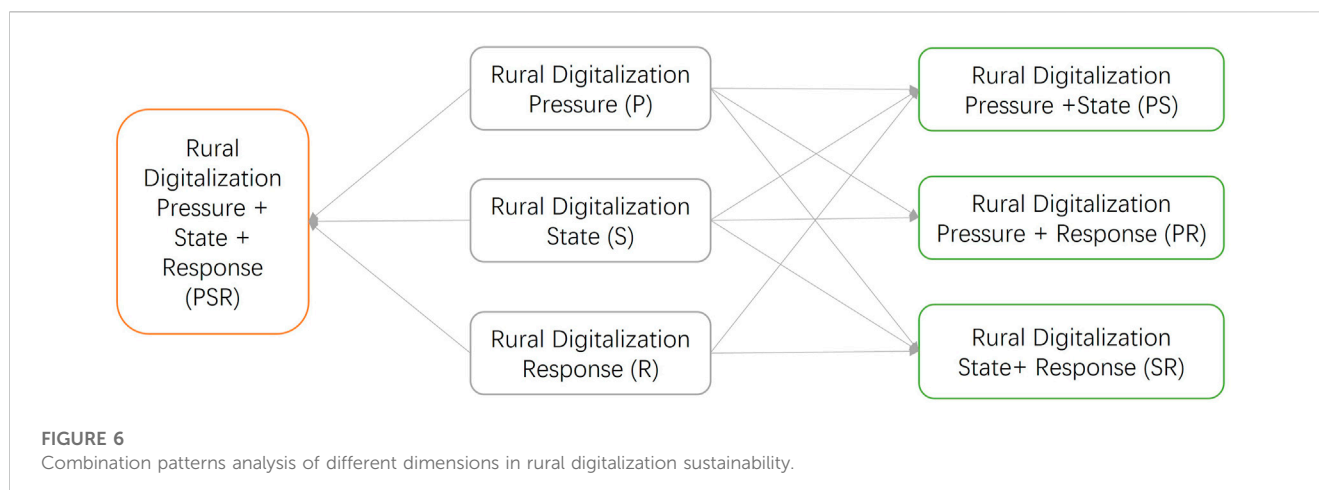 Rural
Digitalization
Pressure +
State +
Response
(PSR)
Rural Digitalization
Pressure (P)
Rural Digitalization
State (S)
Rural Digitalization
Response (R)
Rural Digitalization
Pressure +State (PS)
Rural Digitalization
Pressure + Response (PR)
Rural Digitalization
State+ Response (SR)
FIGURE 6
Combination patterns analysis of different dimensions in rural digitalization sustainability.